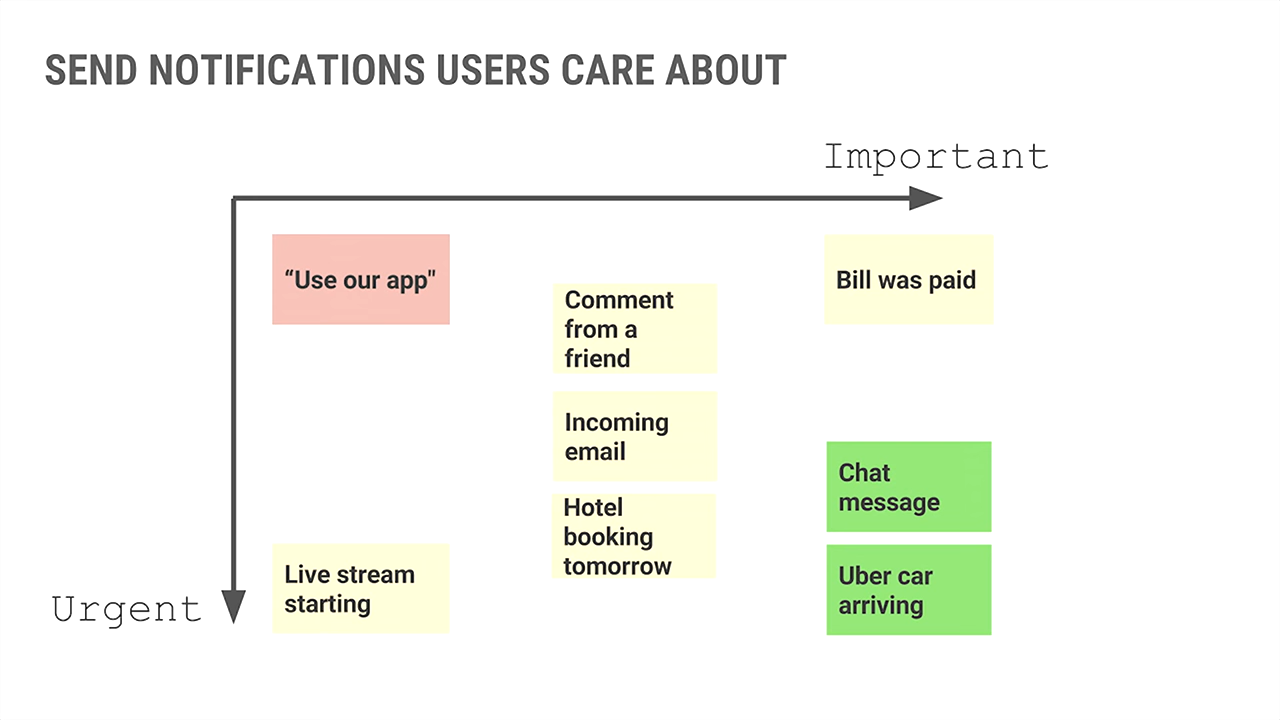 SEND NOTIFICATIONS USERS CARE ABOUT
Important
“Use our app"
Bill was paid
Comment
from a
friend
Incoming
email
Chat
message
Hotel
booking
tomorrow
Live stream
starting
Uber car
arriving
Urgent